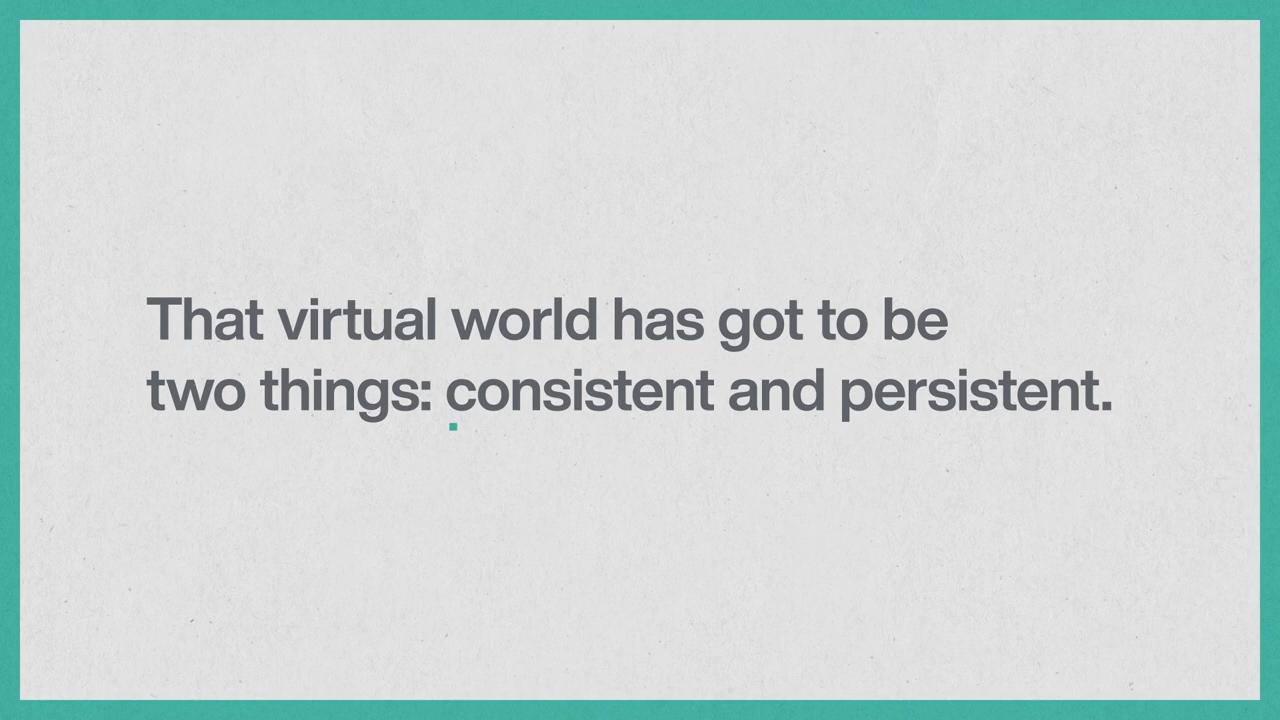 That virtual world has got to be
two things: consistent and persistent.